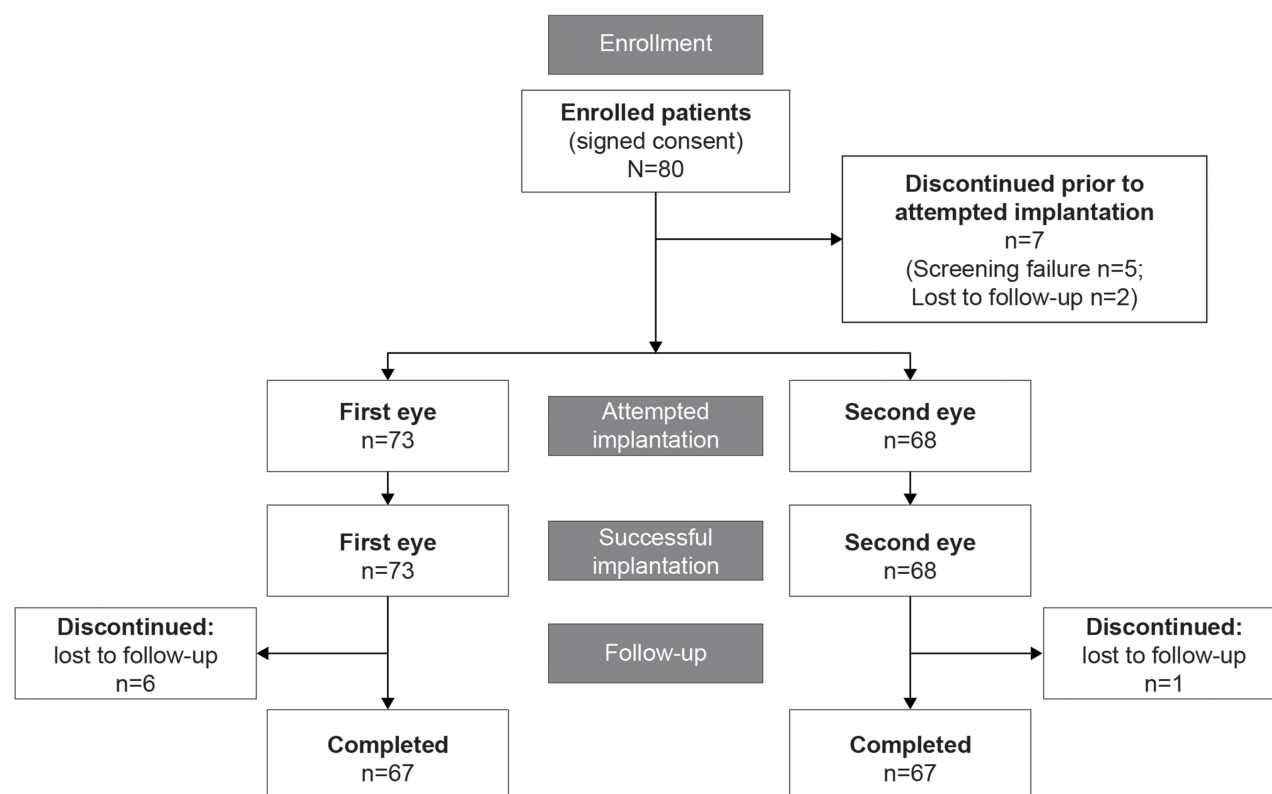 Enrollment
Enrolled patients
(signed consent)
N=80
Discontinued prior to
attempted implantation
n=7
(Screening failure n=5;
Lost to follow-up n=2)
First eye
n=73
Attempted
implantation
Second eye
n=68
First eye
n=73
Successful
implantation
Second eye
n=68
Discontinued:
lost to follow-up
n=6
Follow-up
Discontinued:
lost to follow-up
n=1
Completed
n=67
Completed
n=67